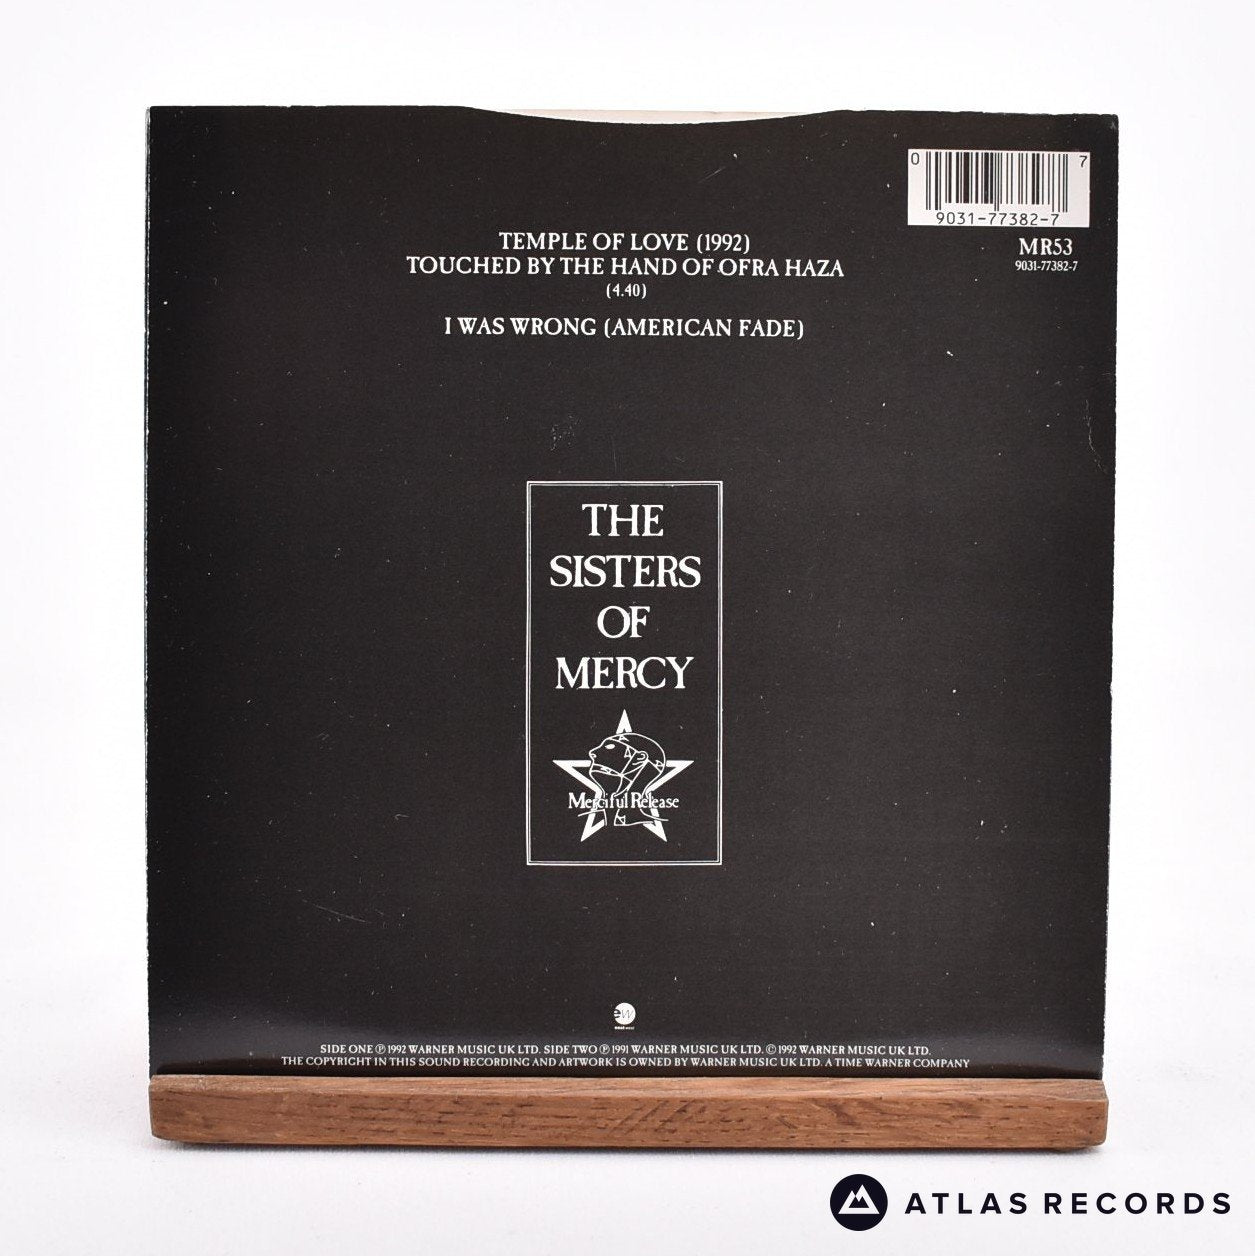 0 7
9031-77382-7
MR53
9031-77382-7
TEMPLE OF LOVE (1992)
TOUCHED BY THE HAND OF OFRA HAZA
(4.40)
I WAS WRONG (AMERICAN FADE)
THE
SISTERS
OF
MERCY
Merciful Release
ew
east west
SIDE ONE ℗ 1992 WARNER MUSIC UK LTD. SIDE TWO ℗ 1991 WARNER MUSIC UK LTD. © 1992 WARNER MUSIC UK LTD.
THE COPYRIGHT IN THIS SOUND RECORDING AND ARTWORK IS OWNED BY WARNER MUSIC UK LTD. A TIME WARNER COMPANY
ATLAS RECORDS